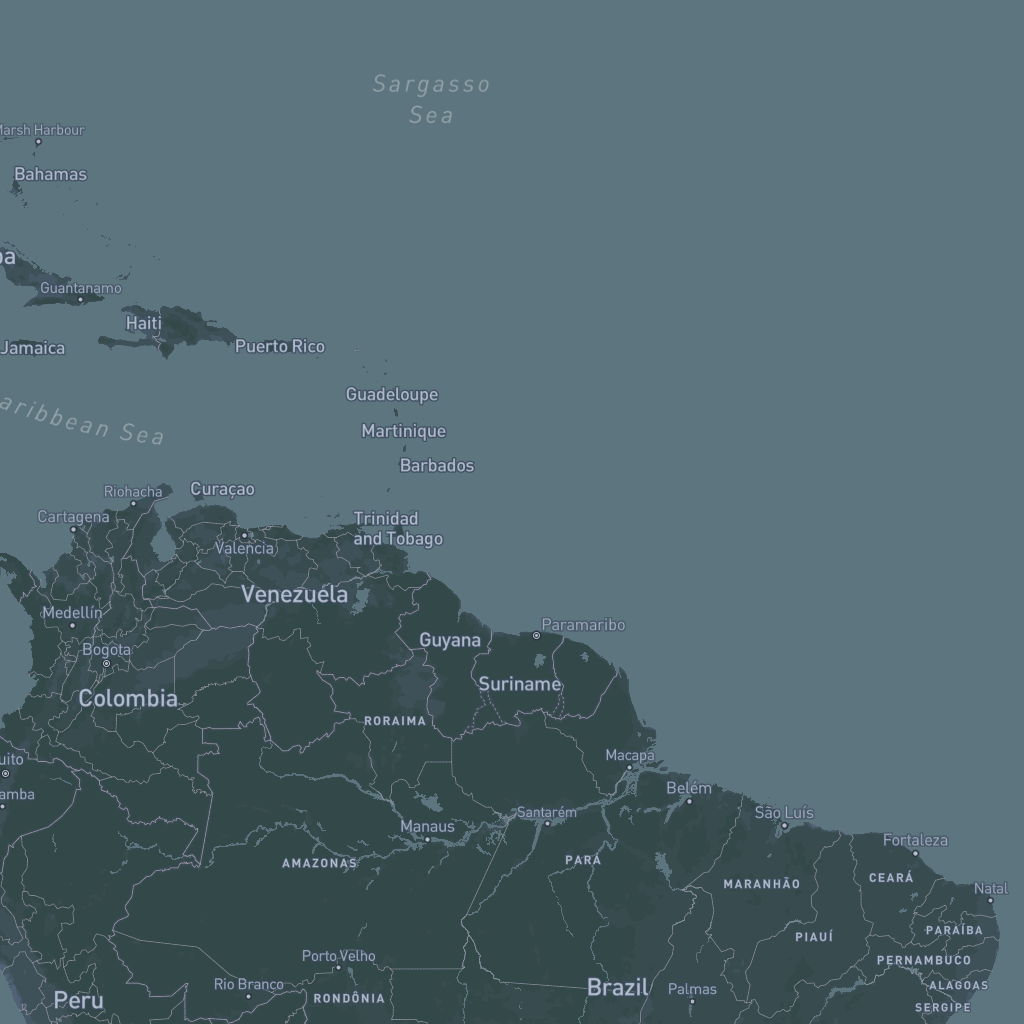 Sargasso
Sea
Marsh Harbour
Bahamas
ba
Guantanamo
Haiti
Jamaica
Puerto Rico
Guadeloupe
aribbean Sea
Martinique
Barbados
Riohacha
Curaçao
Cartagena
Trinidad
and Tobago
Valencia
Venezuela
Medellín
Paramaribo
Guyana
Bogota
Suriname
Colombia
RORAIMA
uito
Macapá
amba
Belém
Santarém
São Luís
Manaus
Fortaleza
AMAZONAS
PARÁ
CEARÁ
MARANHÃO
Natal
PARAÍBA
PIAUÍ
PERNAMBUCO
Porto Velho
Rio Branco
Brazil
Palmas
ALAGOAS
RONDÔNIA
Peru
SERGIPE